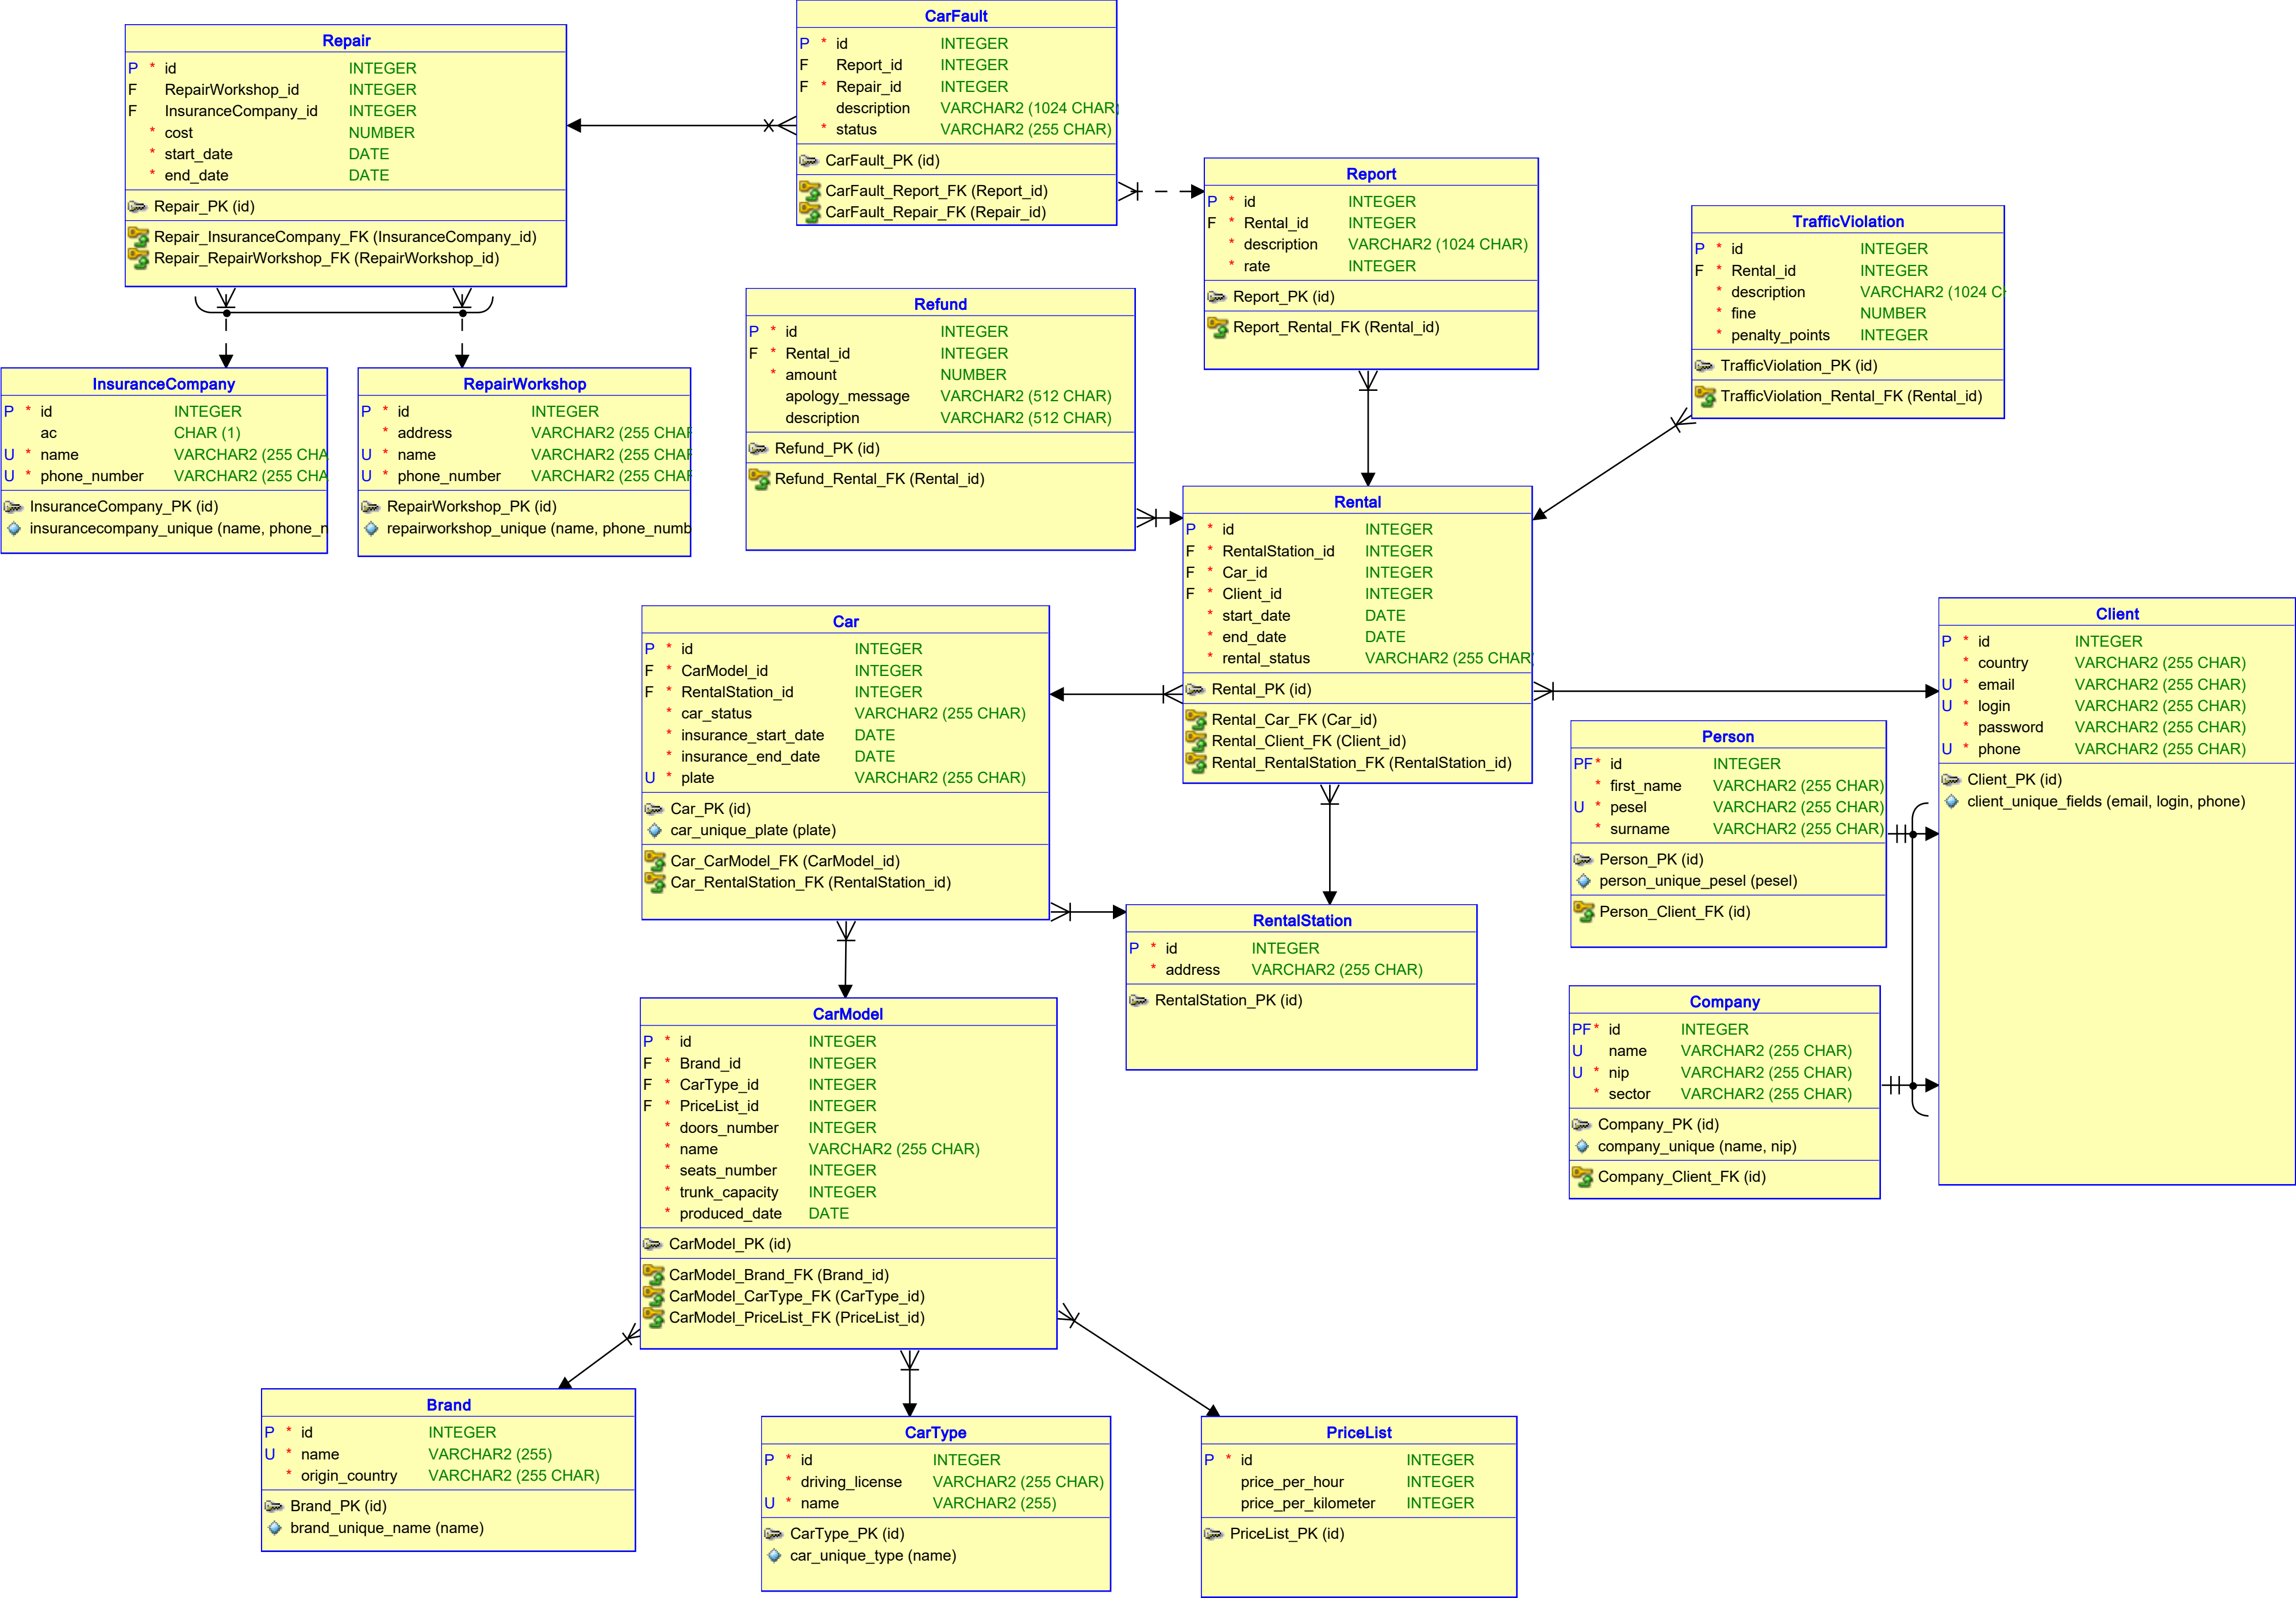 CarFault
P * id INTEGER
F Report_id INTEGER
F * Repair_id INTEGER
description VARCHAR2 (1024 CHAR)
* status VARCHAR2 (255 CHAR)
CarFault_PK (id)
CarFault_Report_FK (Report_id)
CarFault_Repair_FK (Repair_id)
Repair
P * id INTEGER
F RepairWorkshop_id INTEGER
F InsuranceCompany_id INTEGER
* cost NUMBER
* start_date DATE
* end_date DATE
Repair_PK (id)
Repair_InsuranceCompany_FK (InsuranceCompany_id)
Repair_RepairWorkshop_FK (RepairWorkshop_id)
Report
P * id INTEGER
F * Rental_id INTEGER
* description VARCHAR2 (1024 CHAR)
* rate INTEGER
Report_PK (id)
Report_Rental_FK (Rental_id)
TrafficViolation
P * id INTEGER
F * Rental_id INTEGER
* description VARCHAR2 (1024 C
* fine NUMBER
* penalty_points INTEGER
TrafficViolation_PK (id)
TrafficViolation_Rental_FK (Rental_id)
Refund
P * id INTEGER
F * Rental_id INTEGER
* amount NUMBER
apology_message VARCHAR2 (512 CHAR)
description VARCHAR2 (512 CHAR)
Refund_PK (id)
Refund_Rental_FK (Rental_id)
InsuranceCompany
P * id INTEGER
ac CHAR (1)
U * name VARCHAR2 (255 CHA
U * phone_number VARCHAR2 (255 CHA
InsuranceCompany_PK (id)
insurancecompany_unique (name, phone_n
RepairWorkshop
P * id INTEGER
* address VARCHAR2 (255 CHAR
U * name VARCHAR2 (255 CHAR
U * phone_number VARCHAR2 (255 CHAR
RepairWorkshop_PK (id)
repairworkshop_unique (name, phone_numb
Rental
P * id INTEGER
F * RentalStation_id INTEGER
F * Car_id INTEGER
F * Client_id INTEGER
* start_date DATE
* end_date DATE
* rental_status VARCHAR2 (255 CHAR)
Rental_PK (id)
Rental_Car_FK (Car_id)
Rental_Client_FK (Client_id)
Rental_RentalStation_FK (RentalStation_id)
Client
P * id INTEGER
* country VARCHAR2 (255 CHAR)
U * email VARCHAR2 (255 CHAR)
U * login VARCHAR2 (255 CHAR)
* password VARCHAR2 (255 CHAR)
U * phone VARCHAR2 (255 CHAR)
Client_PK (id)
client_unique_fields (email, login, phone)
Car
P * id INTEGER
F * CarModel_id INTEGER
F * RentalStation_id INTEGER
* car_status VARCHAR2 (255 CHAR)
* insurance_start_date DATE
* insurance_end_date DATE
U * plate VARCHAR2 (255 CHAR)
Car_PK (id)
car_unique_plate (plate)
Car_CarModel_FK (CarModel_id)
Car_RentalStation_FK (RentalStation_id)
Person
PF * id INTEGER
* first_name VARCHAR2 (255 CHAR)
U * pesel VARCHAR2 (255 CHAR)
* surname VARCHAR2 (255 CHAR)
Person_PK (id)
person_unique_pesel (pesel)
Person_Client_FK (id)
RentalStation
P * id INTEGER
* address VARCHAR2 (255 CHAR)
RentalStation_PK (id)
Company
PF * id INTEGER
U name VARCHAR2 (255 CHAR)
U * nip VARCHAR2 (255 CHAR)
* sector VARCHAR2 (255 CHAR)
Company_PK (id)
company_unique (name, nip)
Company_Client_FK (id)
CarModel
P * id INTEGER
F * Brand_id INTEGER
F * CarType_id INTEGER
F * PriceList_id INTEGER
* doors_number INTEGER
* name VARCHAR2 (255 CHAR)
* seats_number INTEGER
* trunk_capacity INTEGER
* produced_date DATE
CarModel_PK (id)
CarModel_Brand_FK (Brand_id)
CarModel_CarType_FK (CarType_id)
CarModel_PriceList_FK (PriceList_id)
Brand
P * id INTEGER
U * name VARCHAR2 (255)
* origin_country VARCHAR2 (255 CHAR)
Brand_PK (id)
brand_unique_name (name)
CarType
P * id INTEGER
* driving_license VARCHAR2 (255 CHAR)
U * name VARCHAR2 (255)
CarType_PK (id)
car_unique_type (name)
PriceList
P * id INTEGER
price_per_hour INTEGER
price_per_kilometer INTEGER
PriceList_PK (id)